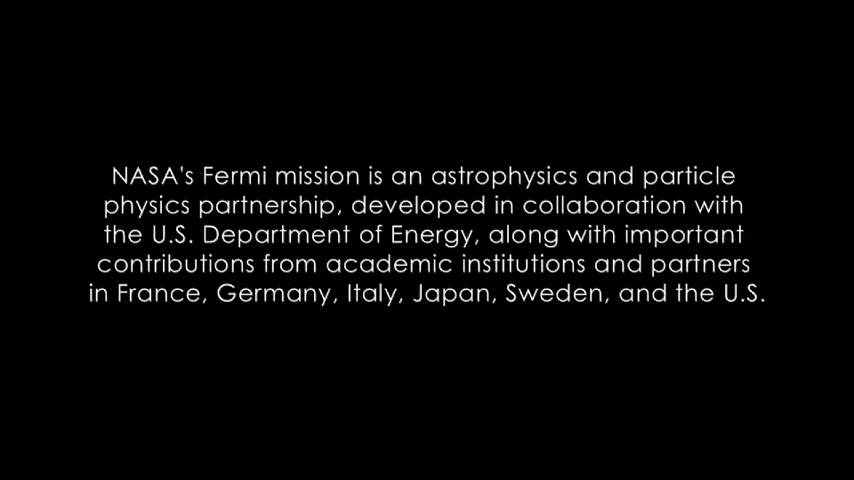 NASA's Fermi mission is an astrophysics and particle
physics partnership, developed in collaboration with
the U.S. Department of Energy, along with important
contributions from academic institutions and partners
in France, Germany, Italy, Japan, Sweden, and the U.S.